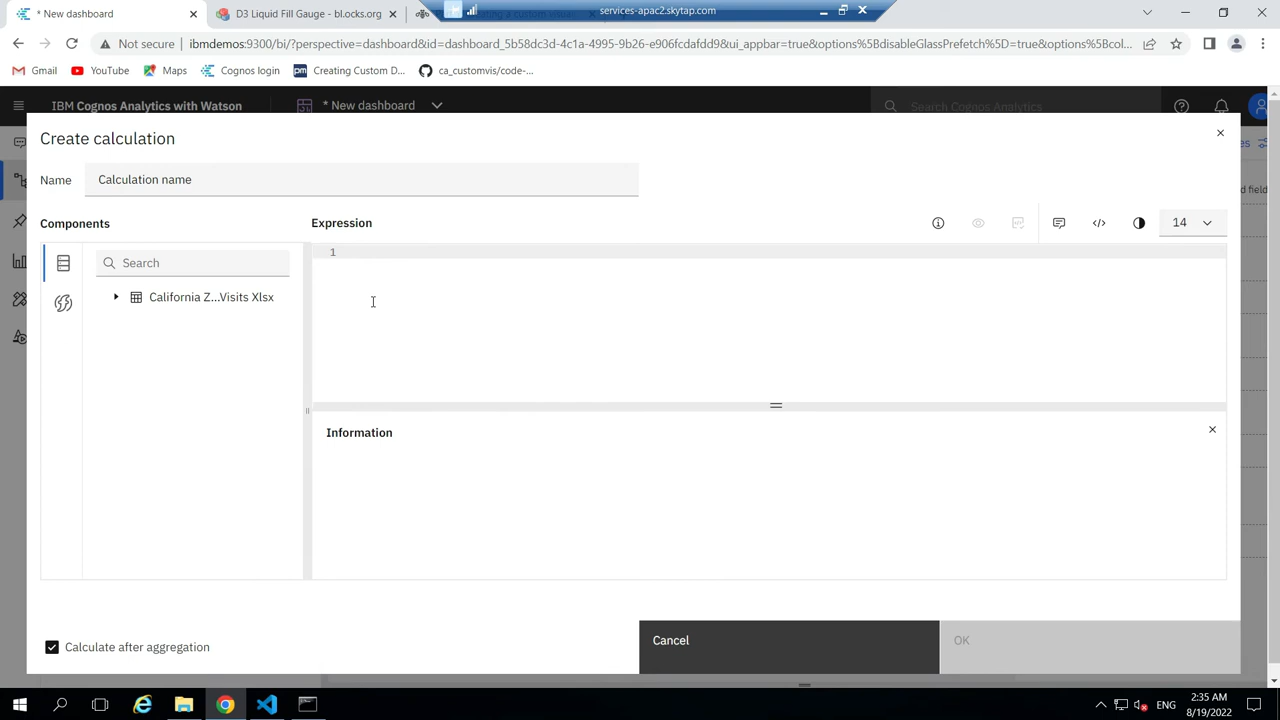 * New dashboard
D3 Liquid Fill Gauge - bl.ocks.org
services-apac2.skytap.com
Not secure
ibmdemos:9300/bi/?perspective=dashboard&id=dashboard_5b58dc3d-4c1a-4995-9b26-e906fcdafdd9&ui_appbar=true&options%5BdisableGlassPrefetch%5D=true&options%5Bcol...
Gmail
YouTube
Maps
Cognos login
Creating Custom D...
ca_customvis/code-...
IBM Cognos Analytics with Watson
* New dashboard
Search Cognos Analytics
Create calculation
Name
Calculation name
Components
Expression
14
1
Search
California Z...Visits Xlsx
Information
Calculate after aggregation
Cancel
OK
ENG
2:35 AM
8/19/2022